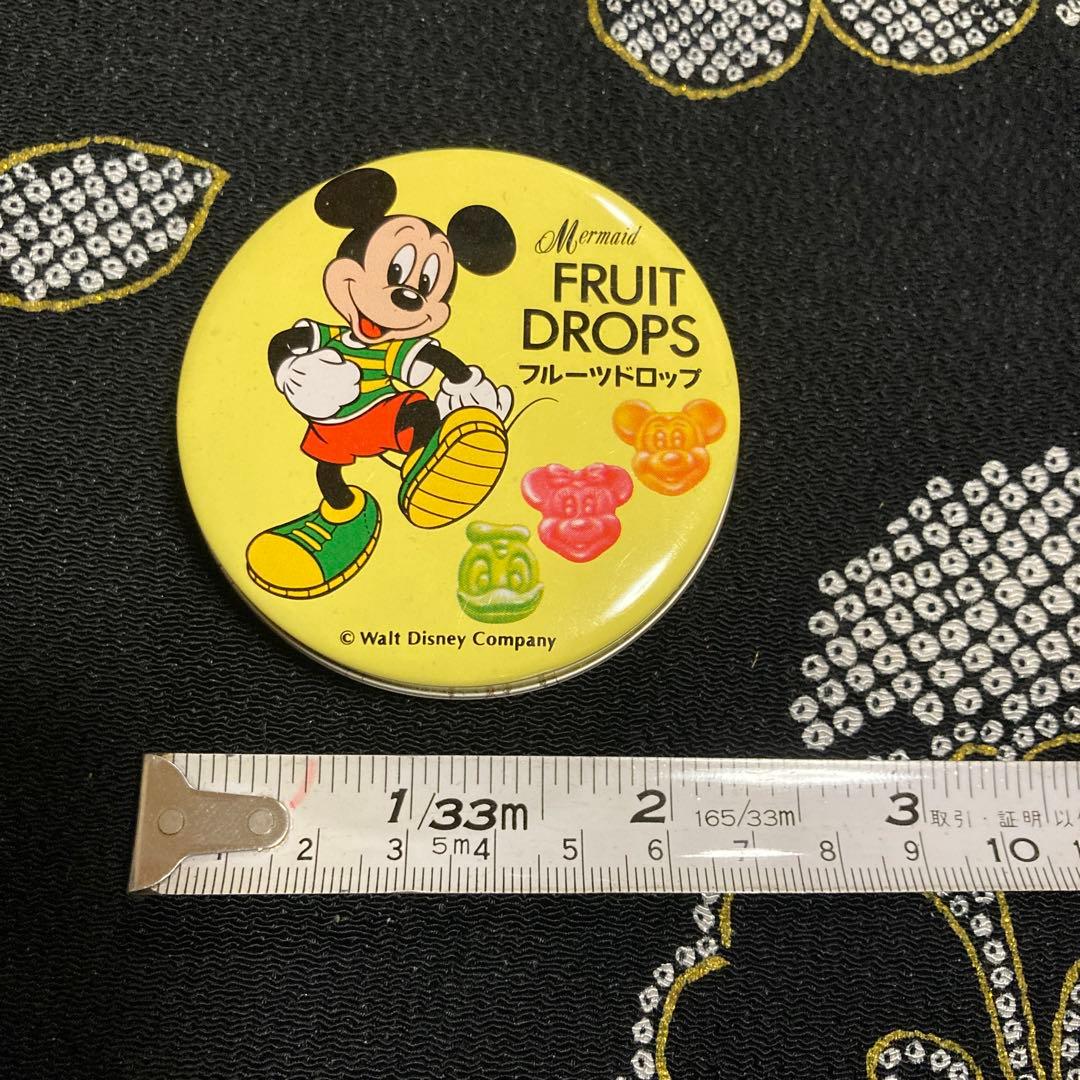 Mermaid
FRUIT
DROPS
フルーツドロップ
© Walt Disney Company
1 /33m 2 165/33m 3 取引・証明以
1 2 3 5m 4 5 6 7 8 9 10